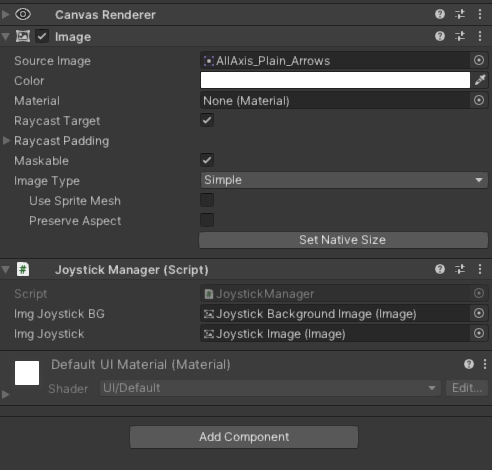 Canvas Renderer
Image
Source Image AllAxis_Plain_Arrows
Color
Material None (Material)
Raycast Target
Raycast Padding
Maskable
Image Type Simple
Use Sprite Mesh
Preserve Aspect
Set Native Size
# Joystick Manager (Script)
Script # JoystickManager
Img Joystick BG Joystick Background Image (Image)
Img Joystick Joystick Image (Image)
Default UI Material (Material)
Shader UI/Default Edit...
Add Component